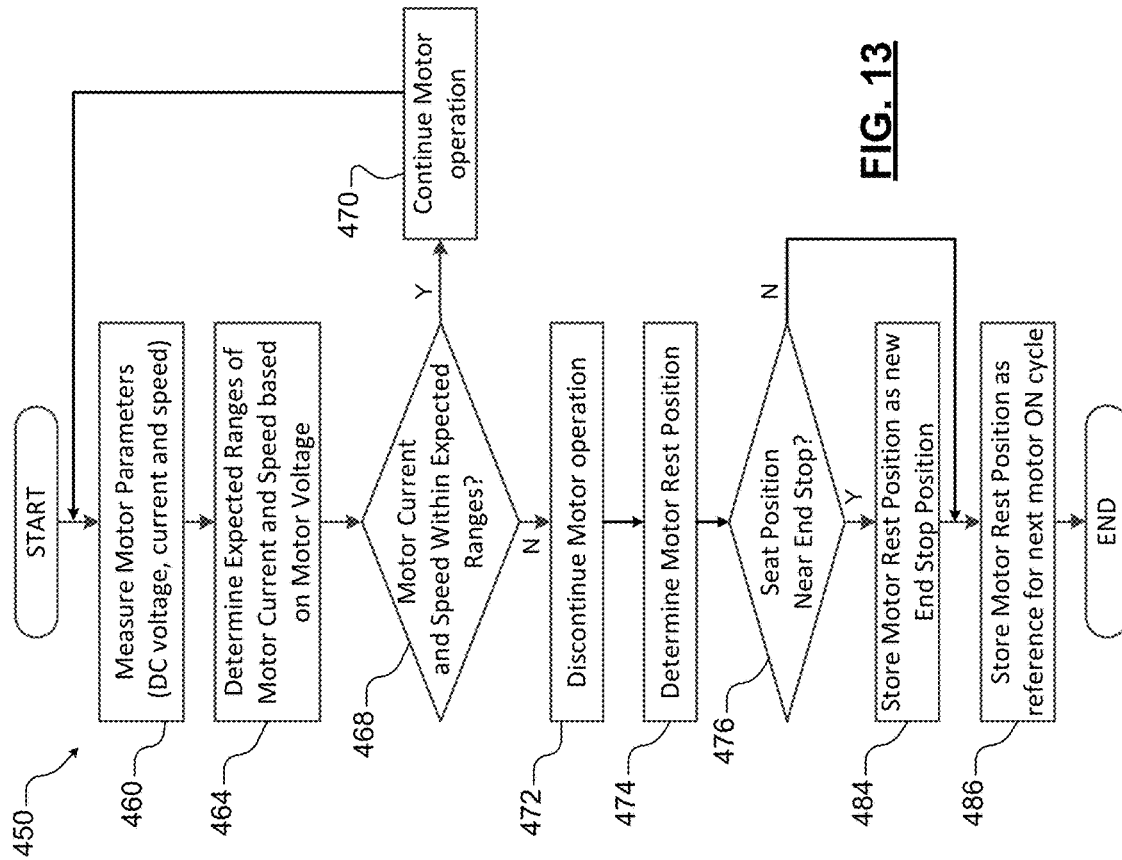 450
START
460
Measure Motor Parameters
(DC voltage, current and speed)
464
Determine Expected Ranges of
Motor Current and Speed based
on Motor Voltage
468
Motor Current
and Speed Within Expected
Ranges?
Y
470
Continue Motor
operation
N
472
Discontinue Motor operation
474
Determine Motor Rest Position
476
Seat Position
Near End Stop?
N
Y
484
Store Motor Rest Position as new
End Stop Position
486
Store Motor Rest Position as
reference for next motor ON cycle
END
FIG. 13